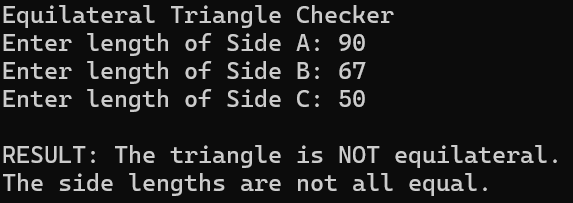 Equilateral Triangle Checker
Enter length of Side A: 90
Enter length of Side B: 67
Enter length of Side C: 50
RESULT: The triangle is NOT equilateral.
The side lengths are not all equal.